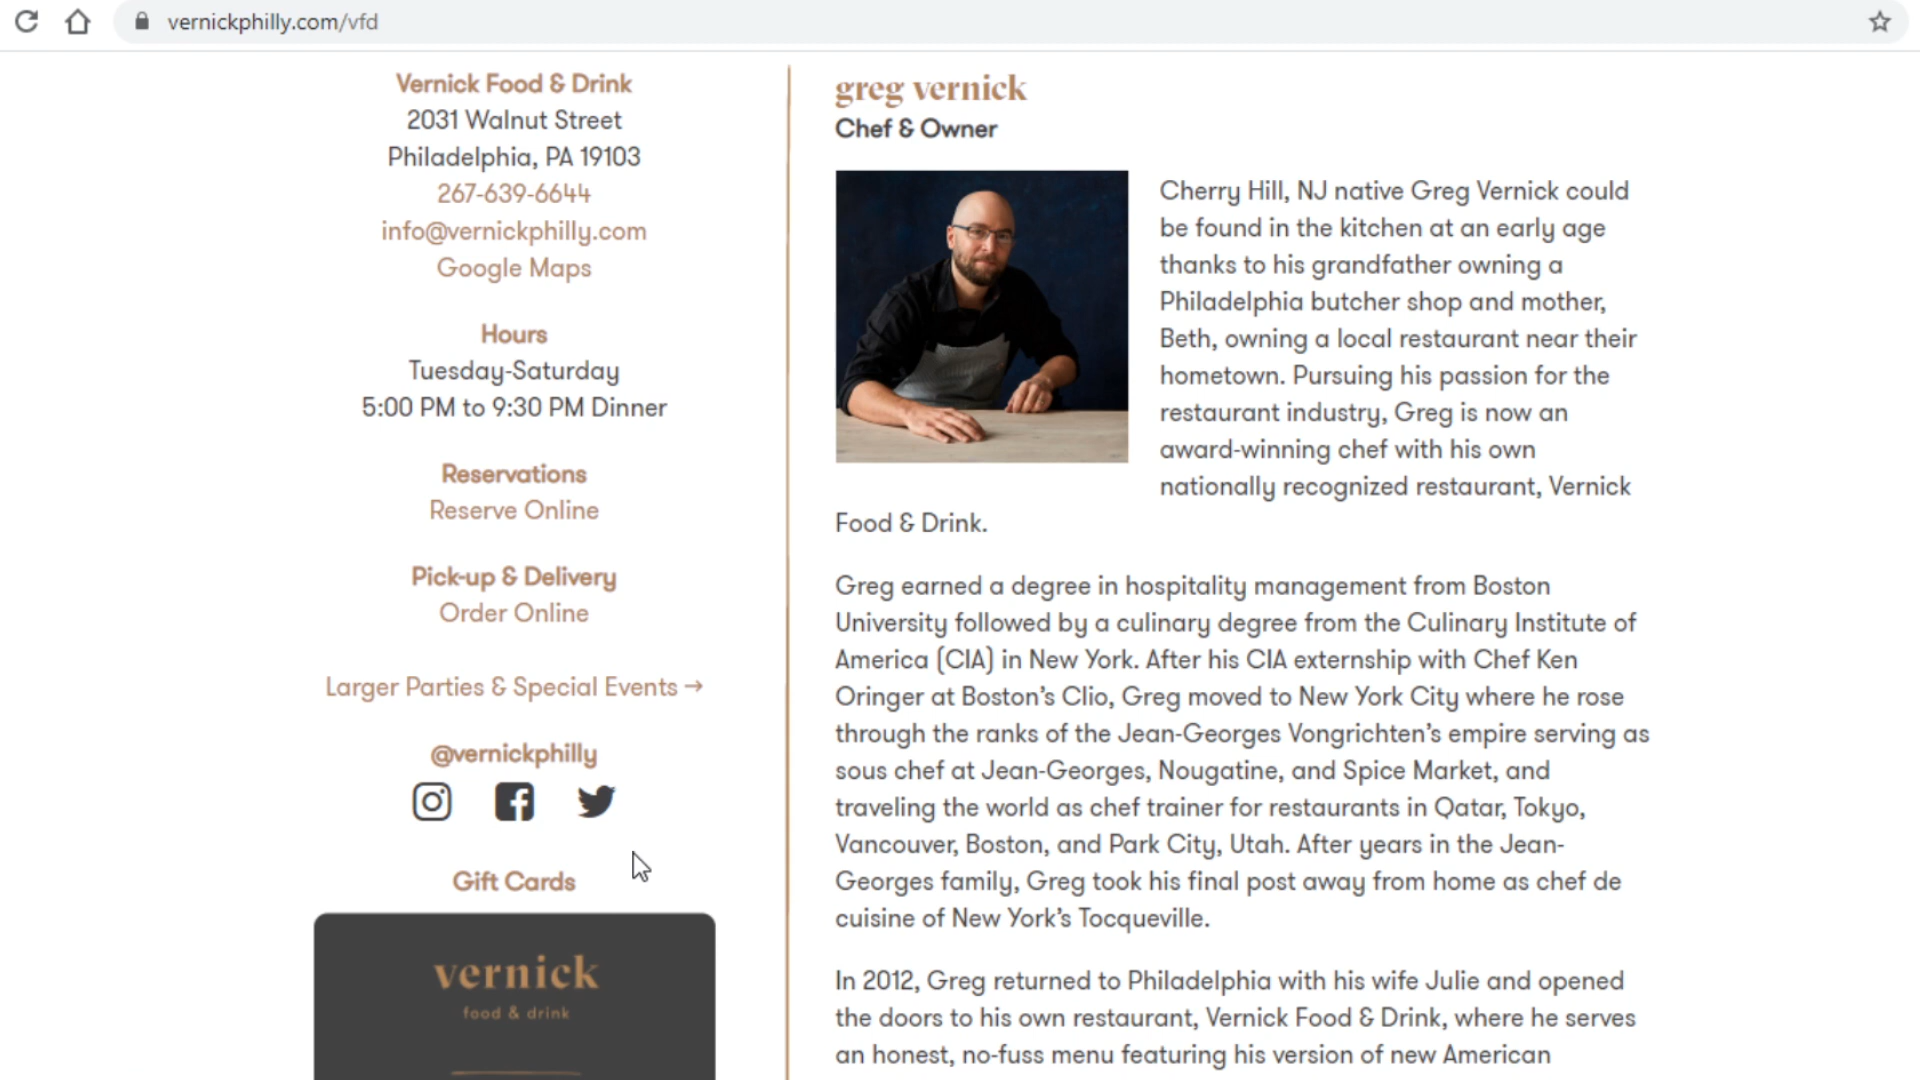 vernickphilly.com/vfd
Vernick Food & Drink
2031 Walnut Street
Philadelphia, PA 19103
267-639-6644
info@vernickphilly.com
Google Maps
Hours
Tuesday-Saturday
5:00 PM to 9:30 PM Dinner
Reservations
Reserve Online
Pick-up & Delivery
Order Online
Larger Parties & Special Events →
@vernickphilly
Gift Cards
vernick
food & drink
greg vernick
Chef & Owner
Cherry Hill, NJ native Greg Vernick could
be found in the kitchen at an early age
thanks to his grandfather owning a
Philadelphia butcher shop and mother,
Beth, owning a local restaurant near their
hometown. Pursuing his passion for the
restaurant industry, Greg is now an
award-winning chef with his own
nationally recognized restaurant, Vernick
Food & Drink.
Greg earned a degree in hospitality management from Boston
University followed by a culinary degree from the Culinary Institute of
America (CIA) in New York. After his CIA externship with Chef Ken
Oringer at Boston's Clio, Greg moved to New York City where he rose
through the ranks of the Jean-Georges Vongrichten's empire serving as
sous chef at Jean-Georges, Nougatine, and Spice Market, and
traveling the world as chef trainer for restaurants in Qatar, Tokyo,
Vancouver, Boston, and Park City, Utah. After years in the Jean-
Georges family, Greg took his final post away from home as chef de
cuisine of New York's Tocqueville.
In 2012, Greg returned to Philadelphia with his wife Julie and opened
the doors to his own restaurant, Vernick Food & Drink, where he serves
an honest, no-fuss menu featuring his version of new American